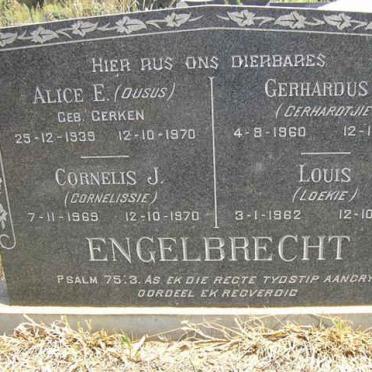 HIER RUS ONS DIERBARES
ALICE E. (OUSUS)
GEB. GERKEN
25-12-1939 12-10-1970
CORNELIS J.
(CORNELISSIE)
7-11-1969 12-10-1970
GERHARDUS
(GERHARDTJIE
4-9-1960 12-1
LOUIS
(LOEKIE)
3-1-1962 12-10
ENGELBRECHT
PSALM 75:3. AS EK DIE REGTE TYDSTIP AANGRY
OORDEEL EK REGVERDIG